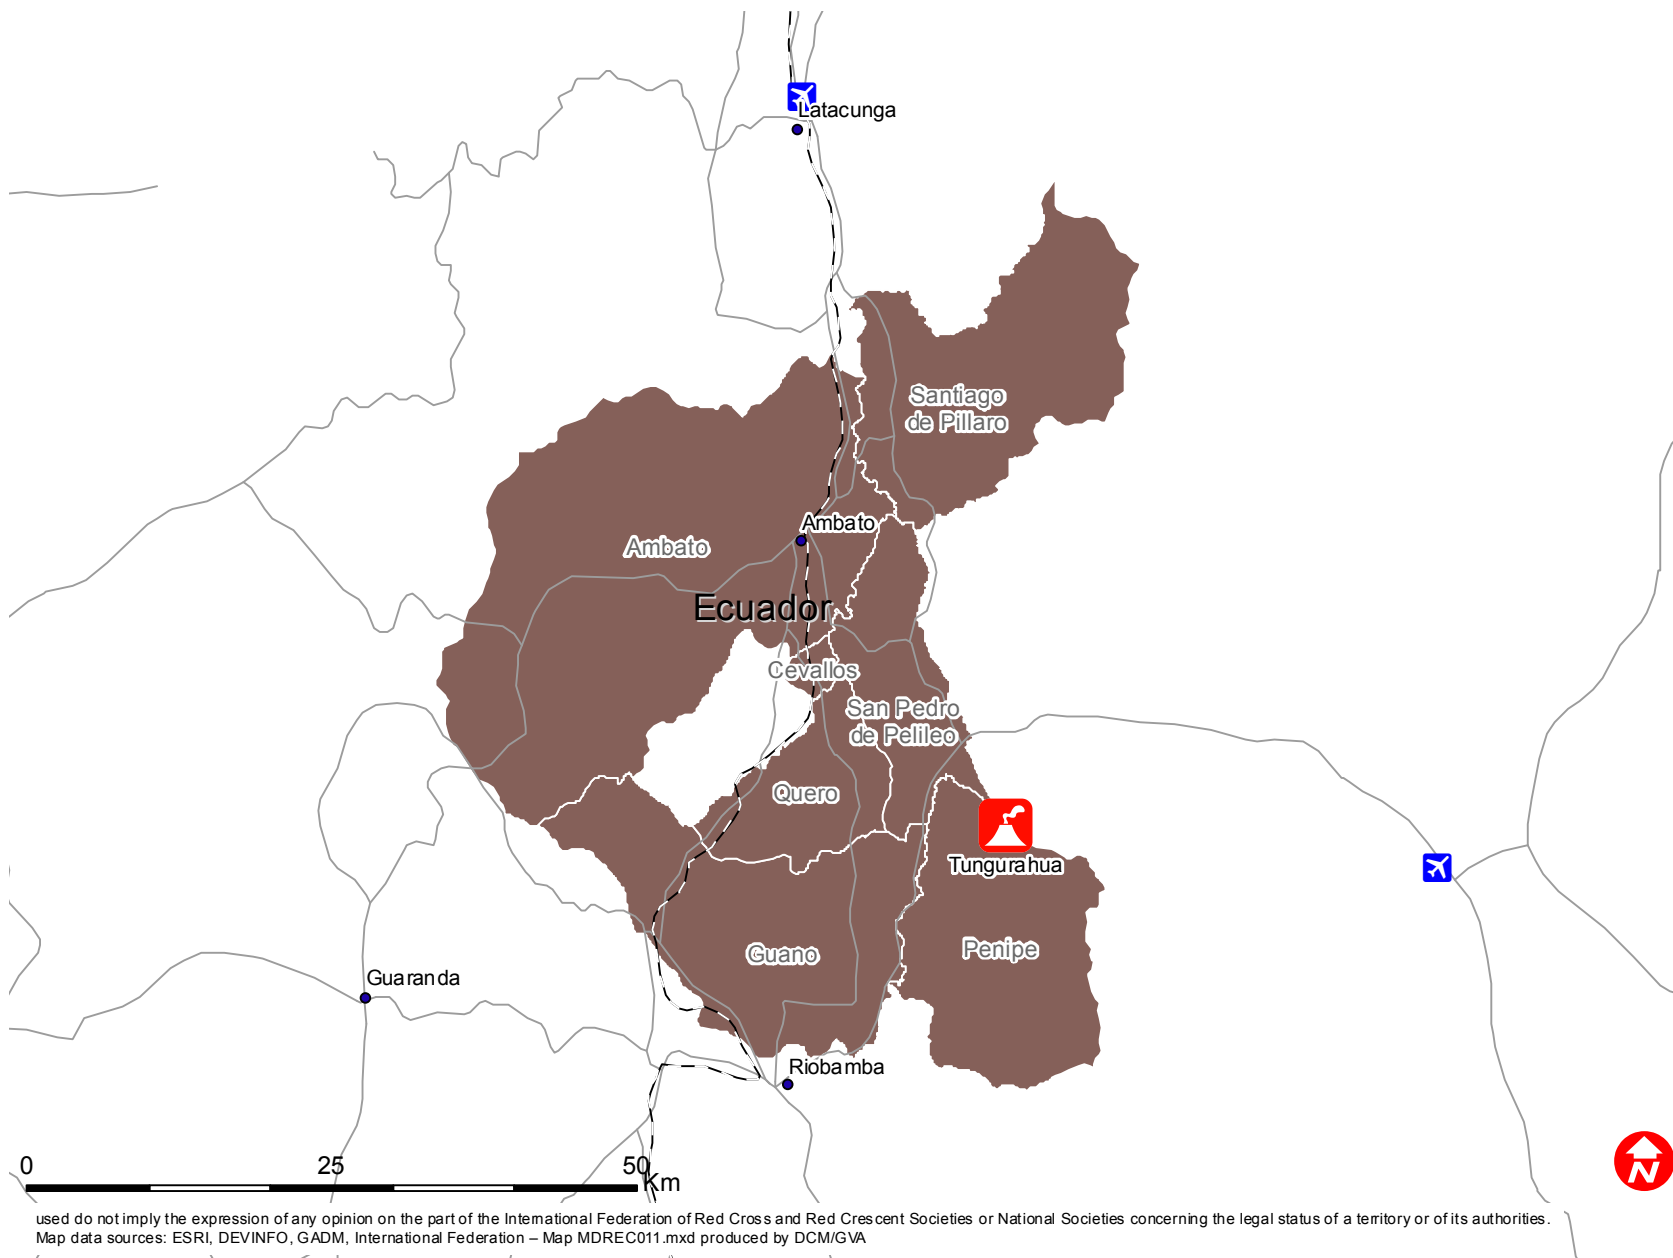 Latacunga
Santiago
de Pillaro
Ambato
Ambato
Ecuador
Cevallos
San Pedro
de Pelileo
Quero
Tungurahua
Guano
Penipe
Guaranda
Riobamba
0 25 50
Km
N
used do not imply the expression of any opinion on the part of the International Federation of Red Cross and Red Crescent Societies or National Societies concerning the legal status of a territory or of its authorities.
Map data sources: ESRI, DEVINFO, GADM, International Federation – Map MDREC011.mxd produced by DCM/GVA